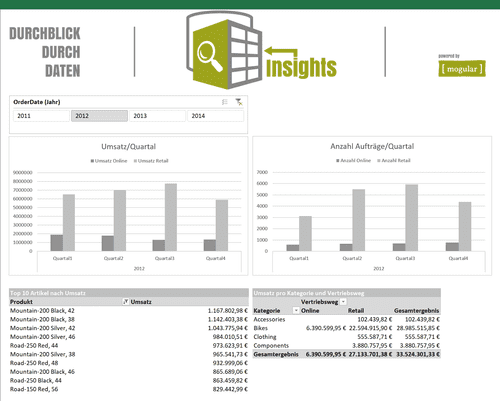 DURCHBLICK
DURCH
DATEN
insights
powered by
[ mogular ]
OrderDate (Jahr)
2011 2012 2013 2014
Umsatz/Quartal
Umsatz Online Umsatz Retail
9000000
8000000
7000000
6000000
5000000
4000000
3000000
2000000
1000000
0
Quartal1 Quartal2 Quartal3 Quartal4
2012
Anzahl Aufträge/Quartal
Anzahl Online Anzahl Retail
7000
6000
5000
4000
3000
2000
1000
0
Quartal1 Quartal2 Quartal3 Quartal4
2012
Top 10 Artikel nach Umsatz
Produkt Umsatz
Mountain-200 Black, 42 1.167.802,98 €
Mountain-200 Black, 38 1.142.403,38 €
Mountain-200 Silver, 42 1.043.775,94 €
Road-250 Red, 44 984.010,51 €
Mountain-200 Silver, 46 973.623,91 €
Mountain-200 Silver, 38 965.541,73 €
Road-250 Red, 48 932.999,06 €
Mountain-200 Black, 46 865.689,06 €
Road-250 Black, 44 863.459,82 €
Road-150 Red, 56 829.442,99 €
Umsatz pro Kategorie und Vertriebsweg
Vertriebsweg
Kategorie Online Retail Gesamtergebnis
Accessories 102.439,82 € 102.439,82 €
Bikes 6.390.599,95 € 22.594.915,90 € 28.985.515,85 €
Clothing 555.587,71 € 555.587,71 €
Components 3.880.757,95 € 3.880.757,95 €
Gesamtergebnis 6.390.599,95 € 27.133.701,38 € 33.524.301,33 €